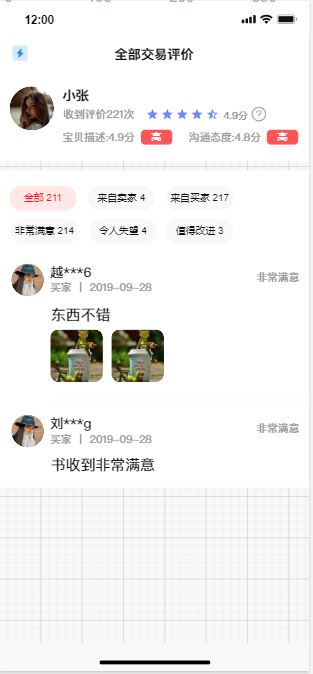 12:00
全部交易评价
小张
收到评价221次 4.9分 ?
宝贝描述:4.9分 高 沟通态度:4.8分 高
全部 211 来自卖家 4 来自买家 217
非常满意 214 令人失望 4 值得改进 3
越***6
非常满意
买家 | 2019-09-28
东西不错
刘***g
非常满意
买家 | 2019-09-28
书收到非常满意